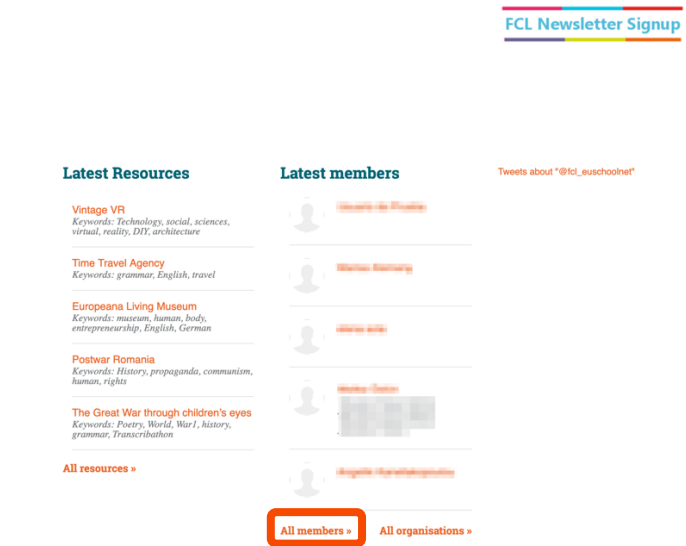 FCL Newsletter Signup
Latest Resources
Vintage VR
Keywords: Technology, social, sciences,
virtual, reality, DIY, architecture
Time Travel Agency
Keywords: grammar, English, travel
Europeana Living Museum
Keywords: museum, human, body,
entrepreneurship, English, German
Postwar Romania
Keywords: History, propaganda, communism,
human, rights
The Great War through children's eyes
Keywords: Poetry, World, War1, history,
grammar, Transcribathon
All resources »
Latest members
All members »
All organisations »
Tweets about "@fcl_euschoolnet"